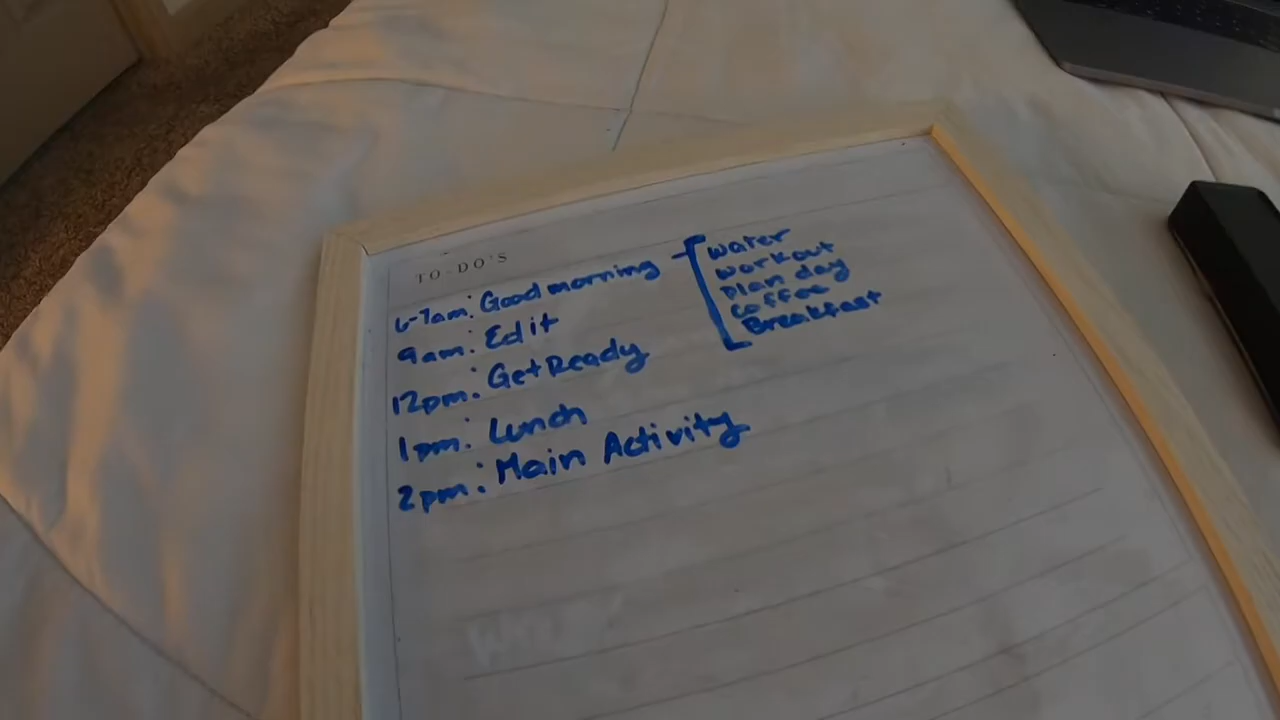 TO-DO'S
6-7am: Good morning
Water
workout
Plan day
coffee
Breakfast
9am: Edit
12pm: Get Ready
1pm: Lunch
2pm: Main Activity